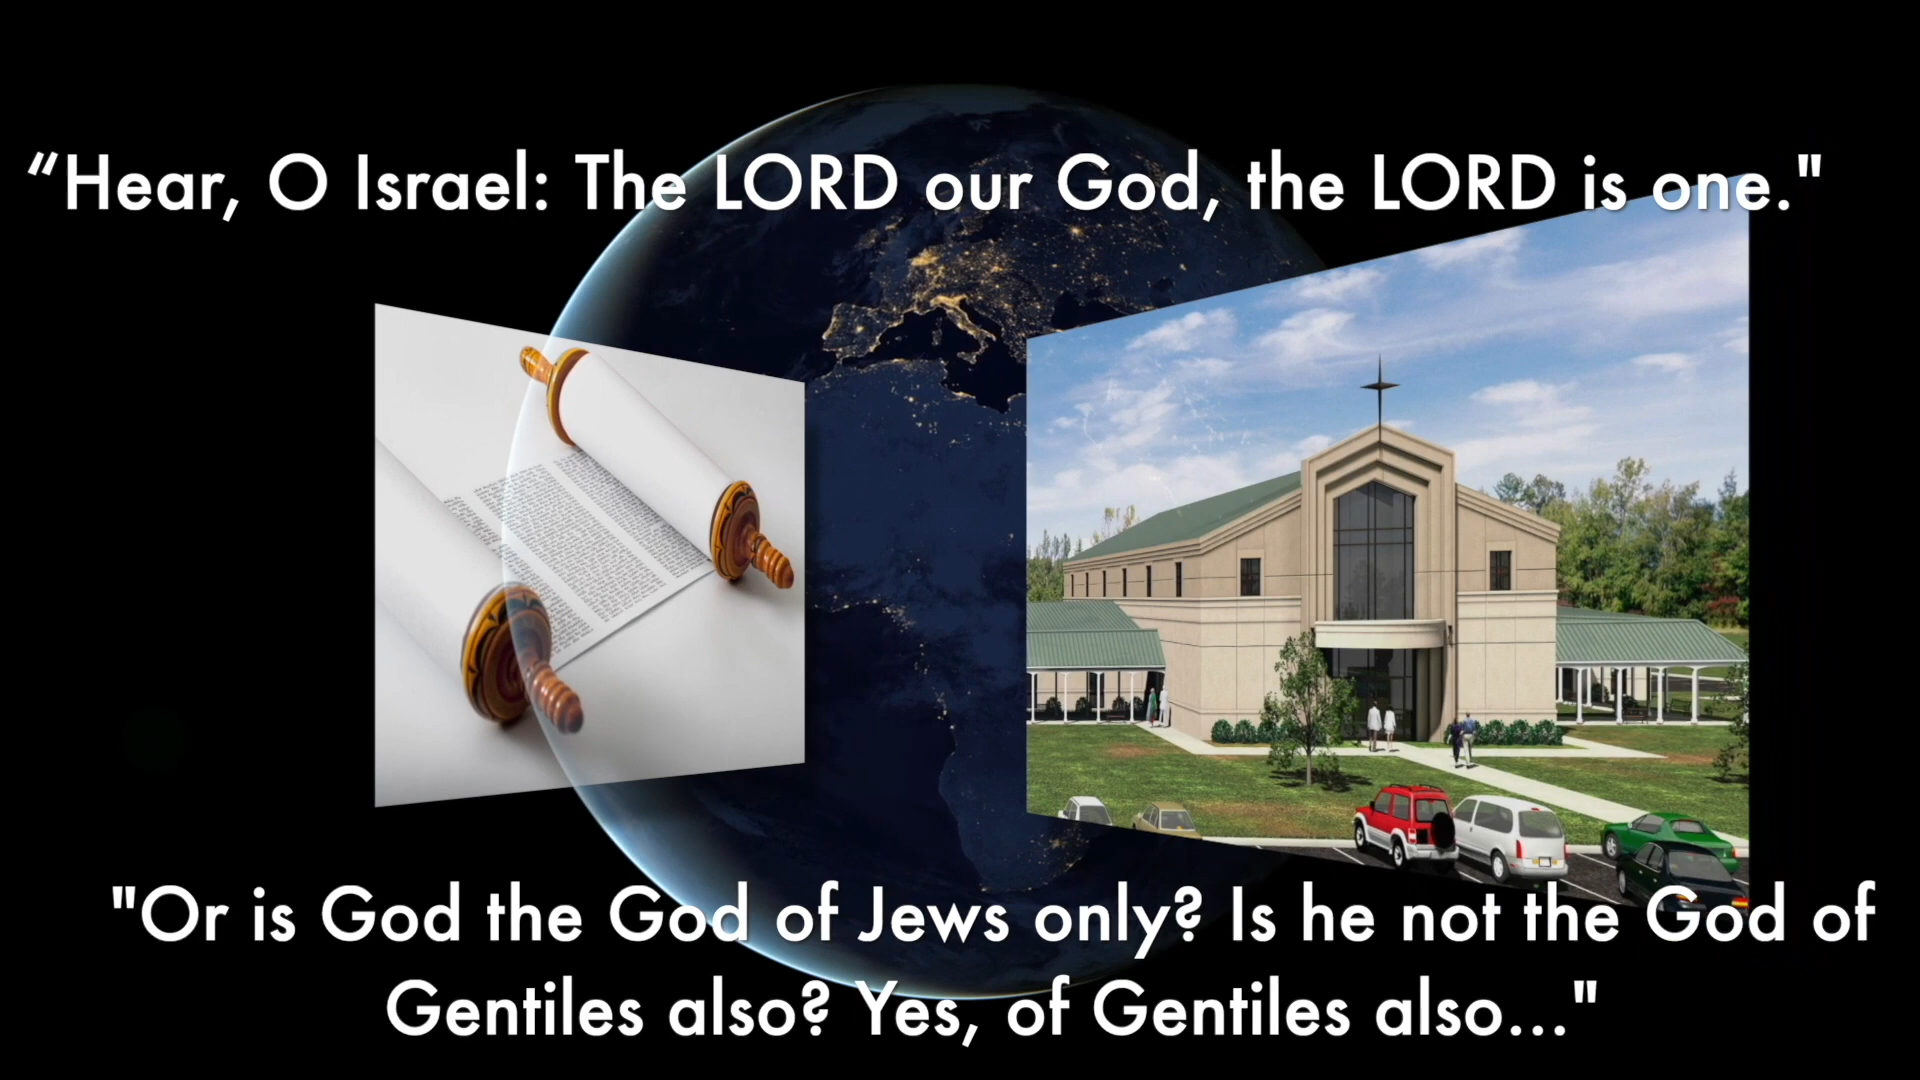 “Hear, O Israel: The LORD our God, the LORD is one."
"Or is God the God of Jews only? Is he not the God of
Gentiles also? Yes, of Gentiles also..."